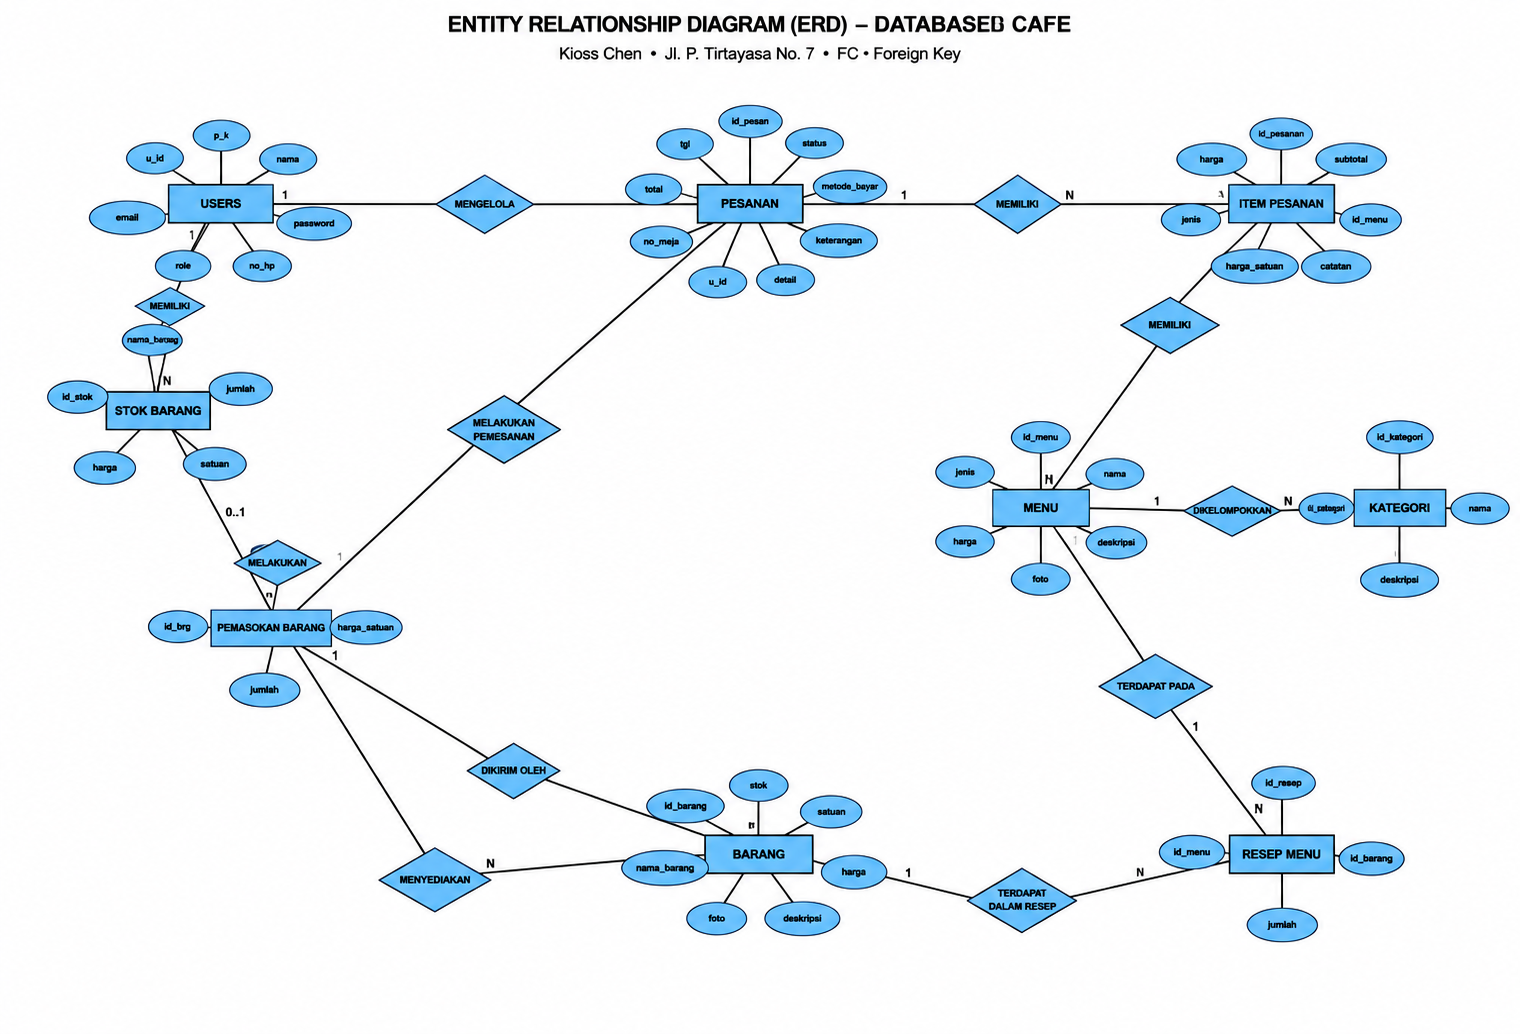 ENTITY RELATIONSHIP DIAGRAM (ERD) – DATABASEB CAFE
Kioss Chen • Jl. P. Tirtayasa No. 7 • FC • Foreign Key
p_k
u_id
nama
USERS
email
password
role
no_hp
1
1
MENGELOLA
id_pesan
tgl
status
total
metode_bayar
PESANAN
no_meja
keterangan
u_id
detail
1
MEMILIKI
N
id_pesanan
harga
subtotal
ITEM PESANAN
jenis
id_menu
harga_satuan
catatan
MEMILIKI
N
id_stok
jumlah
STOK BARANG
harga
satuan
0..1
MELAKUKAN
MELAKUKAN
PEMESANAN
1
MEMILIKI
id_menu
jenis
nama
MENU
harga
deskripsi
foto
1
1
DIKELOMPOKKAN
N
id_kategori
KATEGORI
nama
deskripsi
id_brg
PEMASOKAN BARANG
harga_satuan
jumlah
1
TERDAPAT PADA
1
N
DIKIRIM OLEH
MENYEDIAKAN
N
stok
id_barang
satuan
BARANG
nama_barang
harga
foto
deskripsi
1
TERDAPAT
DALAM RESEP
N
id_resep
id_menu
RESEP MENU
id_barang
jumlah